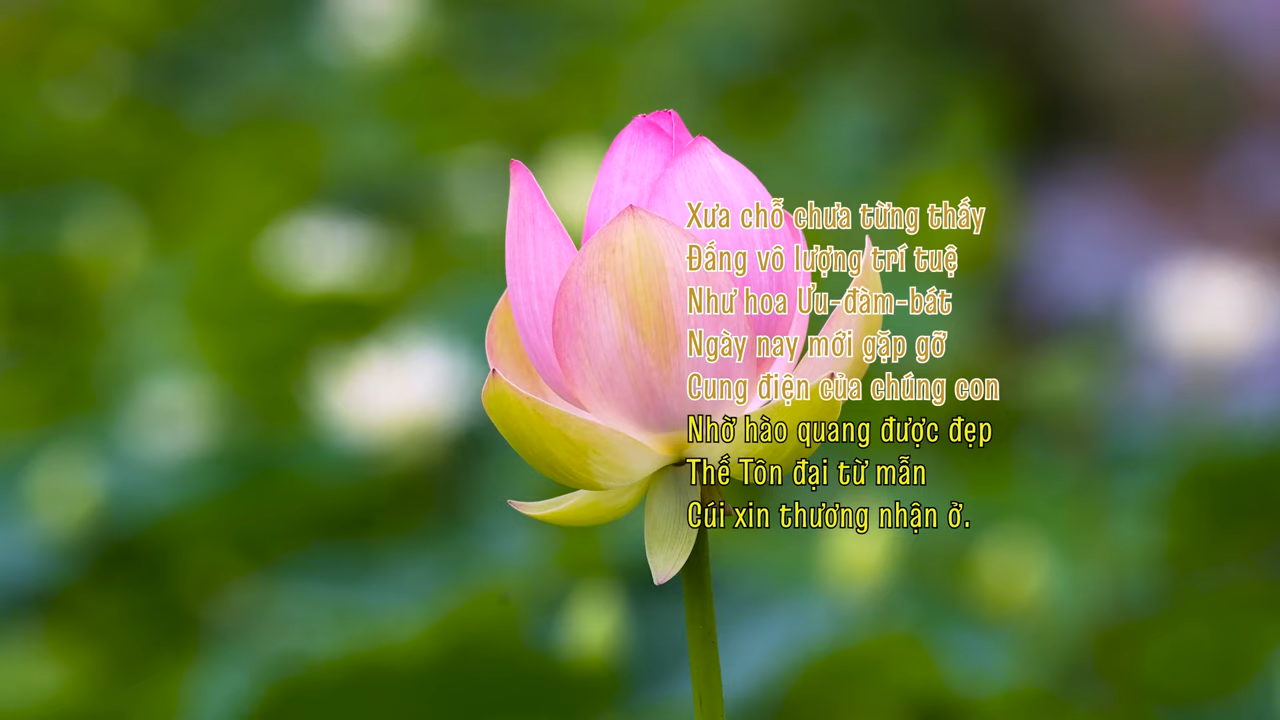 Xưa chỗ chưa từng thấy
Đấng vô lượng trí tuệ
Như hoa Ưu-đàm-bát
Ngày nay mới gặp gỡ
Cung điện của chúng con
Nhờ hào quang được đẹp
Thế Tôn đại từ mẫn
Cúi xin thương nhận ở.